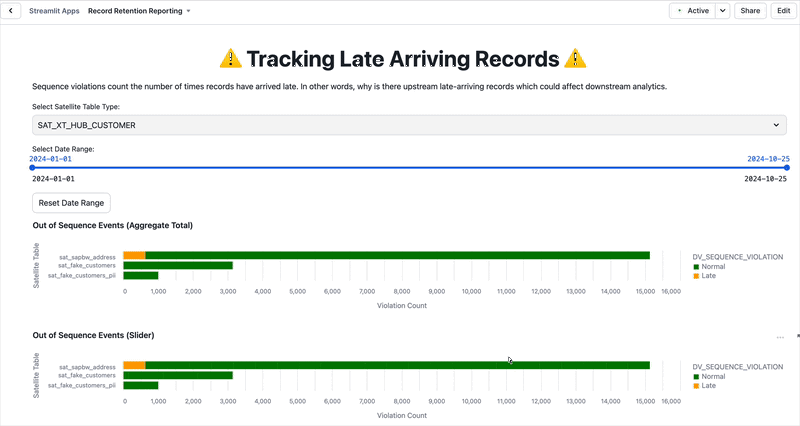 Streamlit Apps Record Retention Reporting
Active Share Edit
⚠️ Tracking Late Arriving Records ⚠️
Sequence violations count the number of times records have arrived late. In other words, why is there upstream late-arriving records which could affect downstream analytics.
Select Satellite Table Type:
SAT_XT_HUB_CUSTOMER
Select Date Range:
2024-01-01 2024-10-25
2024-01-01 2024-10-25
Reset Date Range
Out of Sequence Events (Aggregate Total)
Satellite Table
sat_sapbw_address
sat_fake_customers
sat_fake_customers_pii
0 1,000 2,000 3,000 4,000 5,000 6,000 7,000 8,000 9,000 10,000 11,000 12,000 13,000 14,000 15,000 16,000
Violation Count
DV_SEQUENCE_VIOLATION
Normal
Late
Out of Sequence Events (Slider)
Satellite Table
sat_sapbw_address
sat_fake_customers
sat_fake_customers_pii
0 1,000 2,000 3,000 4,000 5,000 6,000 7,000 8,000 9,000 10,000 11,000 12,000 13,000 14,000 15,000 16,000
Violation Count
DV_SEQUENCE_VIOLATION
Normal
Late